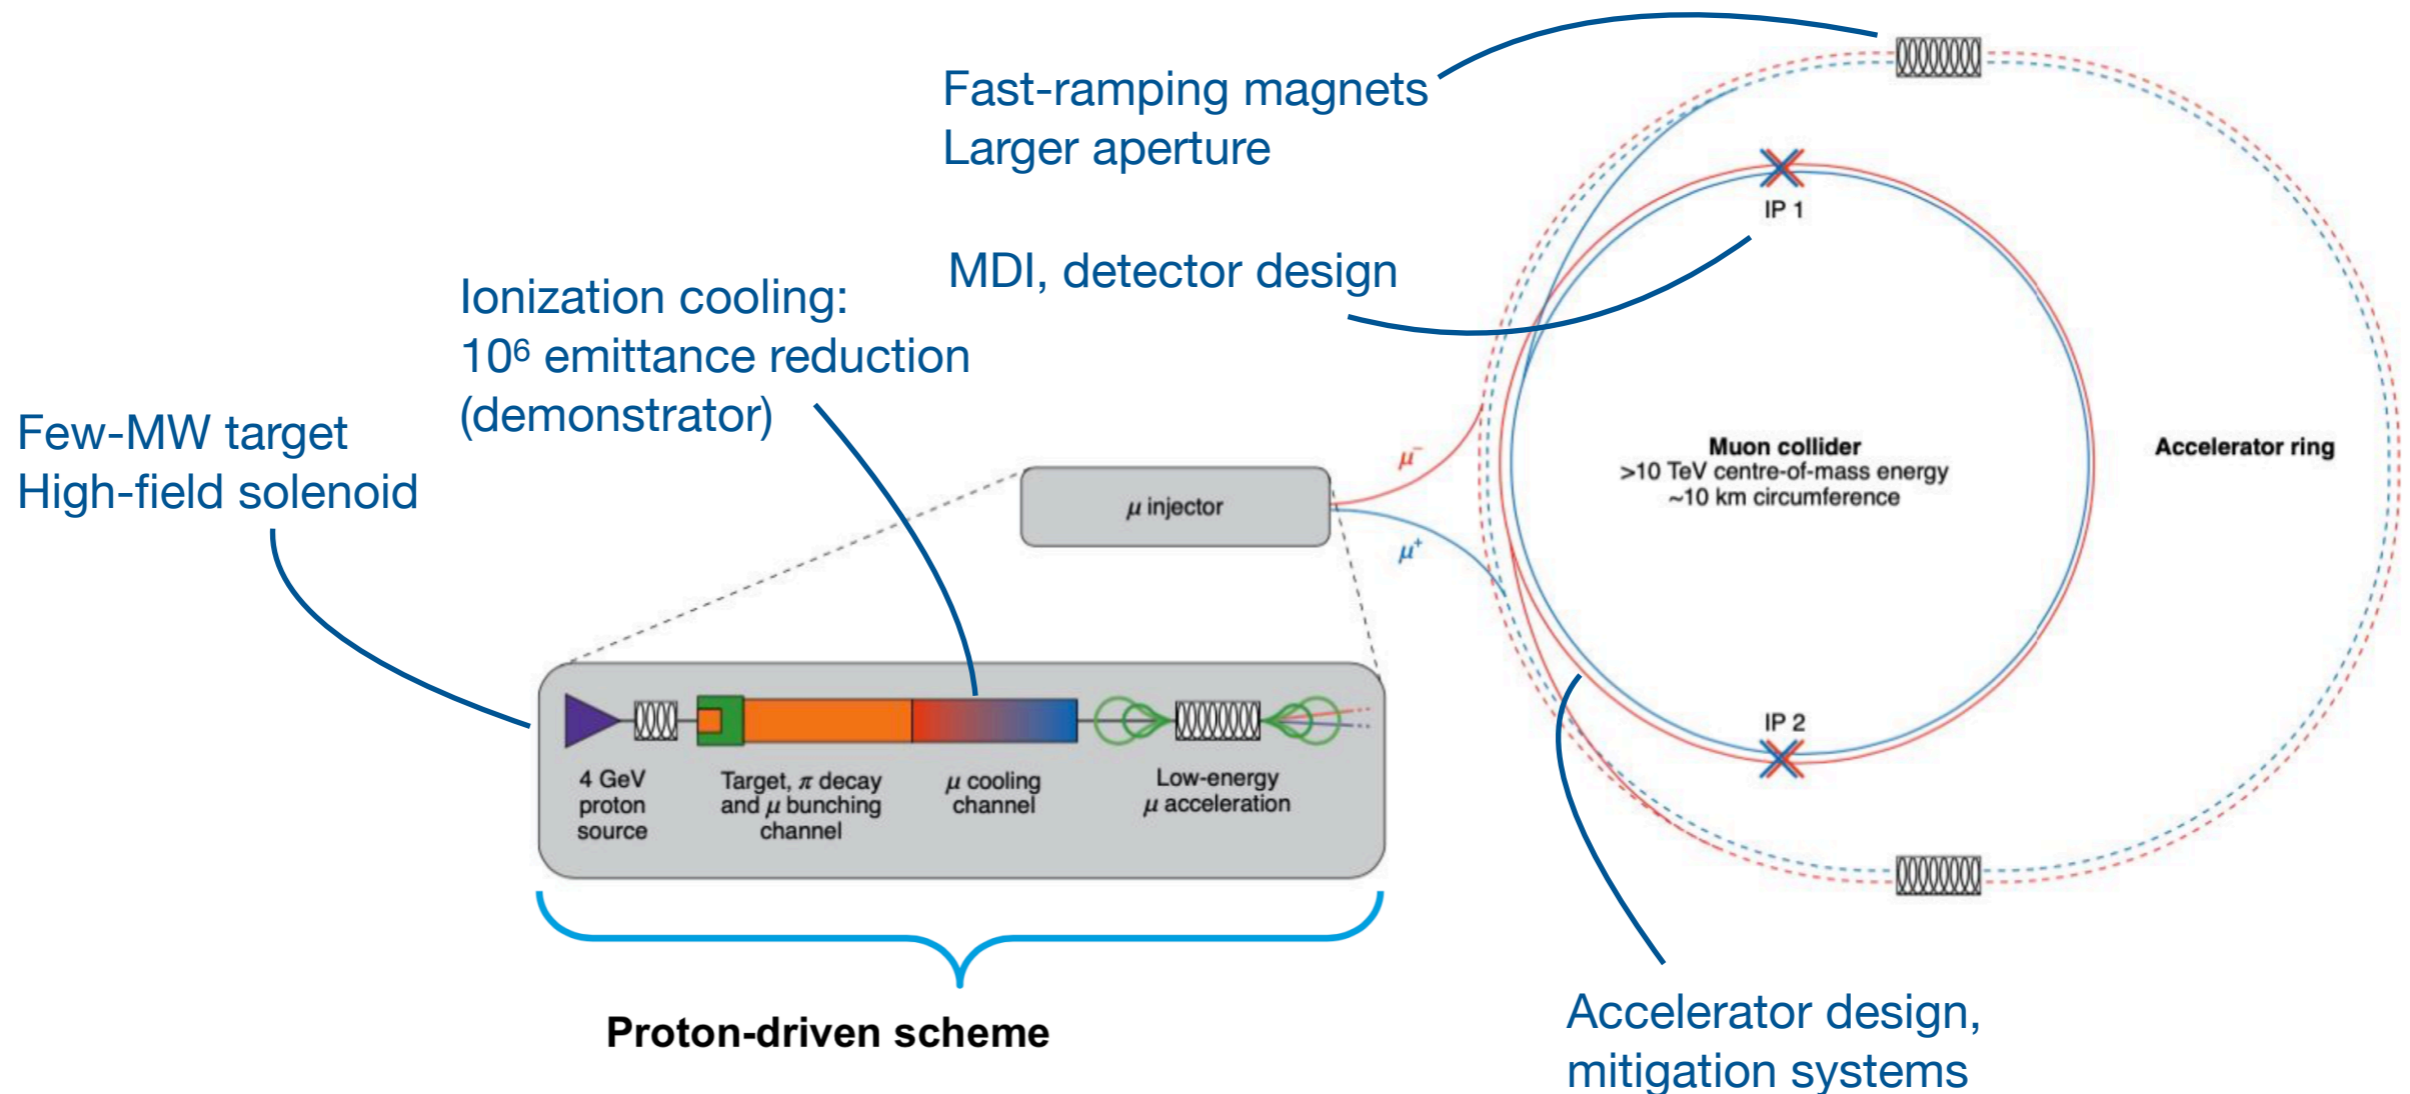 Fast-ramping magnets
Larger aperture
IP 1
MDI, detector design
Ionization cooling:
10⁶ emittance reduction
(demonstrator)
Few-MW target
High-field solenoid
μ⁻
μ injector
μ⁺
Muon collider
>10 TeV centre-of-mass energy
~10 km circumference
Accelerator ring
IP 2
4 GeV
proton
source
Target, π decay
and μ bunching
channel
μ cooling
channel
Low-energy
μ acceleration
Proton-driven scheme
Accelerator design,
mitigation systems